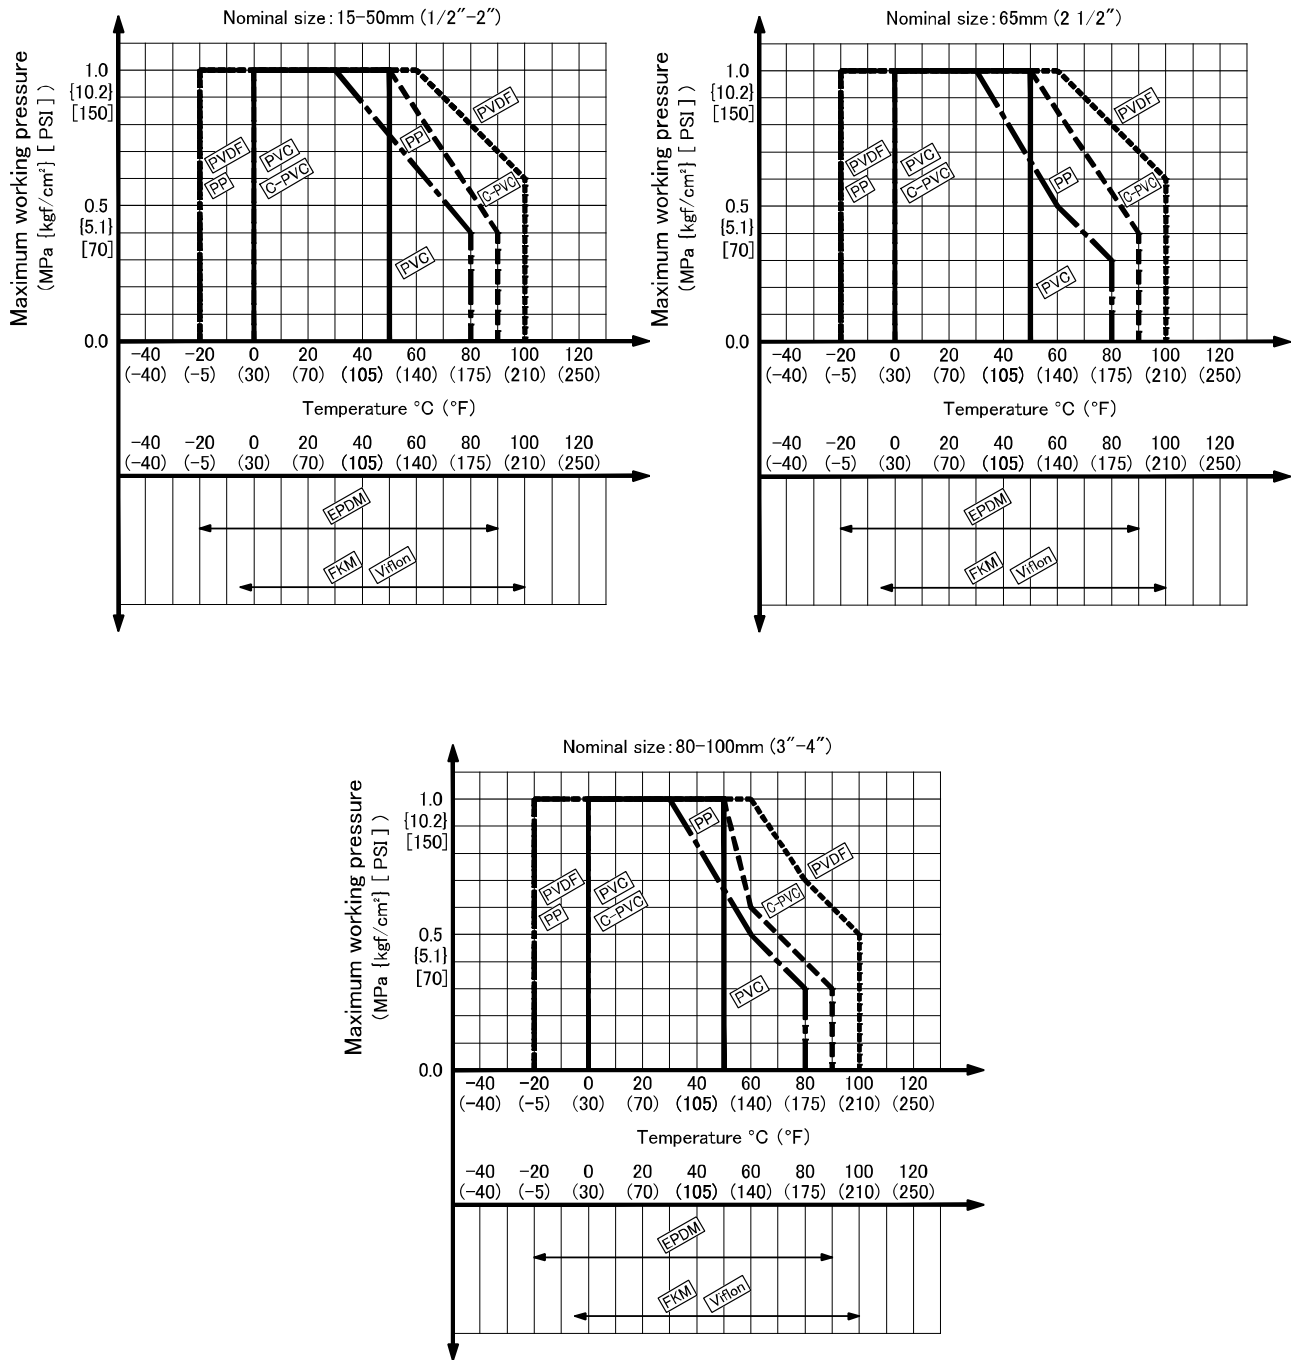 Nominal size:15-50mm (1/2"-2")
Maximum working pressure
(MPa {kgf/cm²} [ PSI ] )
1.0
{10.2}
[150]
0.5
{5.1}
[70]
0.0
PVDF
PP
PVC
C-PVC
PP
PVDF
C-PVC
PVC
-40 -20 0 20 40 60 80 100 120
(-40) (-5) (30) (70) (105) (140) (175) (210) (250)
Temperature °C (°F)
-40 -20 0 20 40 60 80 100 120
(-40) (-5) (30) (70) (105) (140) (175) (210) (250)
EPDM
FKM Viflon
Nominal size:65mm (2 1/2")
Maximum working pressure
(MPa {kgf/cm²} [ PSI ] )
1.0
{10.2}
[150]
0.5
{5.1}
[70]
0.0
PVDF
PP
PVC
C-PVC
PVDF
PP
C-PVC
PVC
-40 -20 0 20 40 60 80 100 120
(-40) (-5) (30) (70) (105) (140) (175) (210) (250)
Temperature °C (°F)
-40 -20 0 20 40 60 80 100 120
(-40) (-5) (30) (70) (105) (140) (175) (210) (250)
EPDM
FKM Viflon
Nominal size:80-100mm (3"-4")
Maximum working pressure
(MPa {kgf/cm²} [ PSI ] )
1.0
{10.2}
[150]
0.5
{5.1}
[70]
0.0
PVDF
PP
PVC
C-PVC
PP
PVDF
C-PVC
PVC
-40 -20 0 20 40 60 80 100 120
(-40) (-5) (30) (70) (105) (140) (175) (210) (250)
Temperature °C (°F)
-40 -20 0 20 40 60 80 100 120
(-40) (-5) (30) (70) (105) (140) (175) (210) (250)
EPDM
FKM Viflon